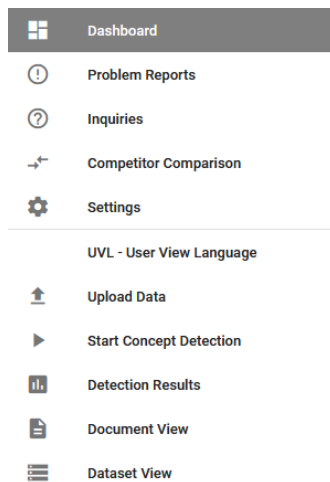 Dashboard
Problem Reports
Inquiries
Competitor Comparison
Settings
UVL - User View Language
Upload Data
Start Concept Detection
Detection Results
Document View
Dataset View